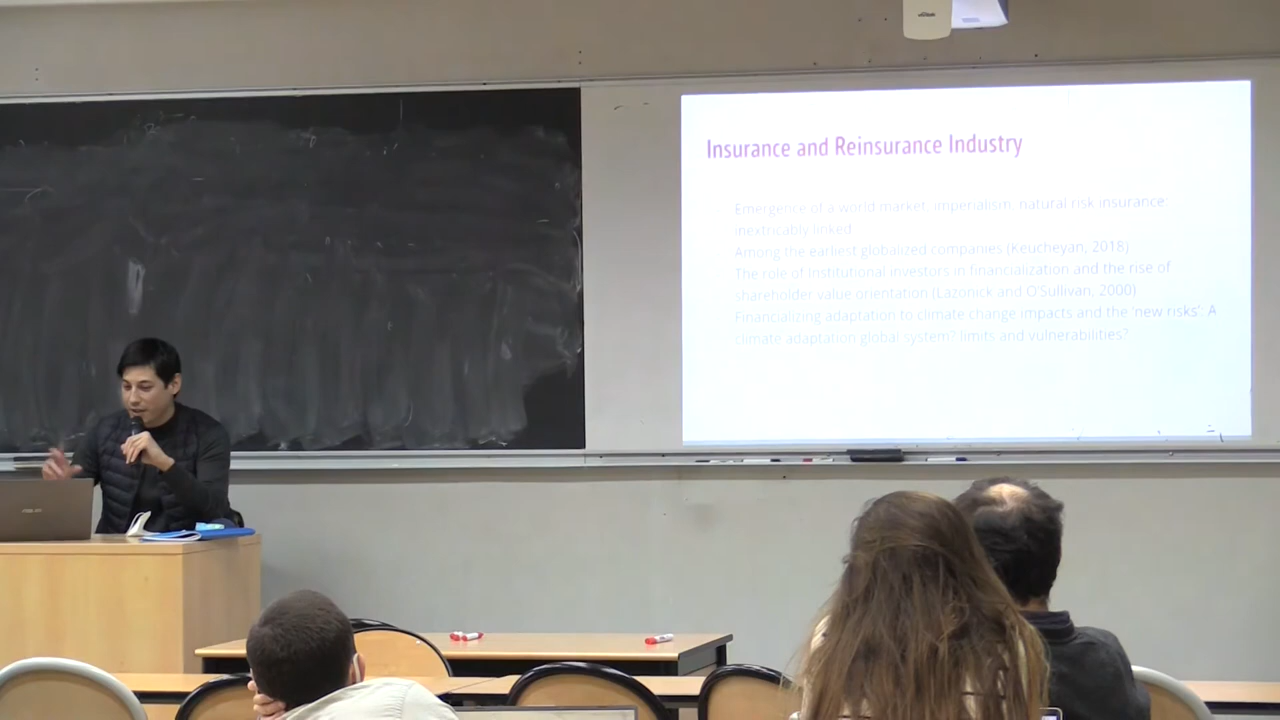 Insurance and Reinsurance Industry
Emergence of a world market, imperialism, natural risk insurance:
inextricably linked
Among the earliest globalized companies (Keucheyan, 2018)
The role of institutional investors in financialization and the rise of
shareholder value orientation (Lazonick and O'Sullivan, 2000)
Financializing adaptation to climate change impacts and the 'new risks': A
climate adaptation global system? limits and vulnerabilities?